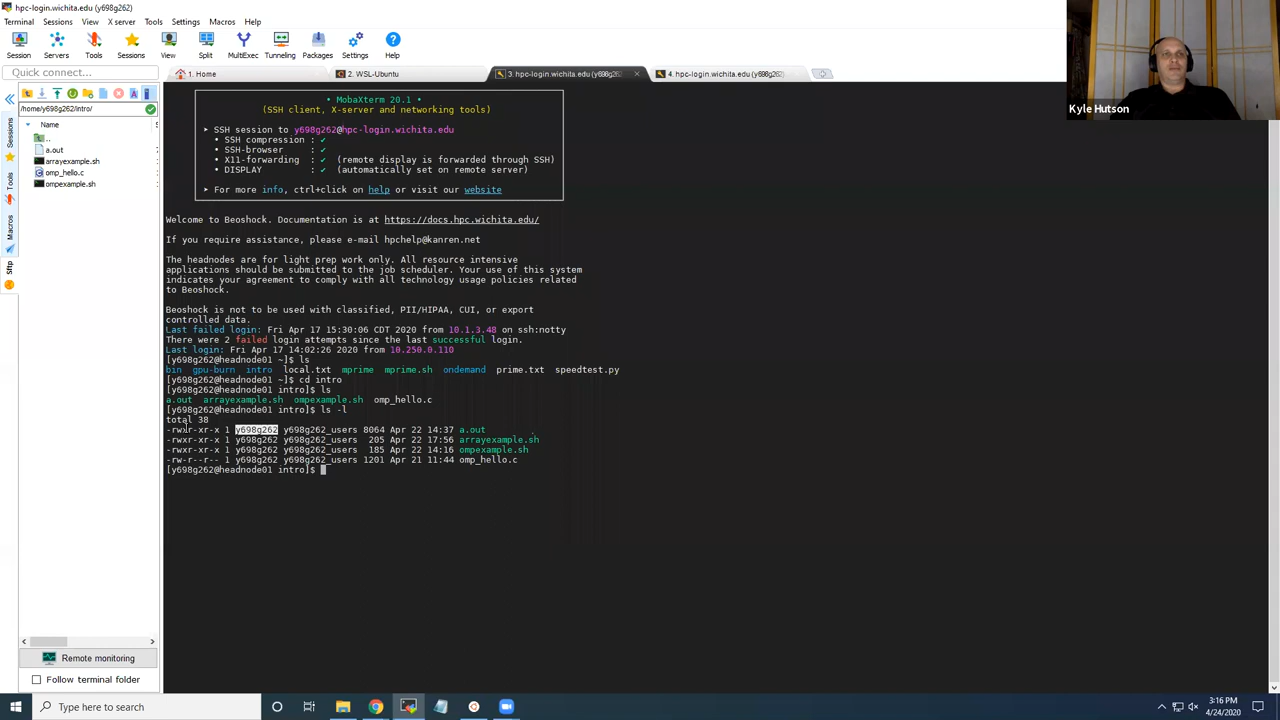 hpc-login.wichita.edu (y698g262)
Terminal Sessions View X server Tools Settings Macros Help
Session Servers Tools Sessions View Split MultiExec Tunneling Packages Settings Help
Quick connect...
1. Home
2. WSL-Ubuntu
3. hpc-login.wichita.edu (y698g262)
4. hpc-login.wichita.edu (y698g262)
Kyle Hutson
/home/y698g262/intro/
Name
..
a.out
arrayexample.sh
omp_hello.c
ompexample.sh
Sessions
Tools
Macros
Sftp
• MobaXterm 20.1 •
(SSH client, X-server and networking tools)
➤ SSH session to y698g262@hpc-login.wichita.edu
• SSH compression : ✔
• SSH-browser : ✔
• X11-forwarding : ✔ (remote display is forwarded through SSH)
• DISPLAY : ✔ (automatically set on remote server)
➤ For more info, ctrl+click on help or visit our website
Welcome to Beoshock. Documentation is at https://docs.hpc.wichita.edu/
If you require assistance, please e-mail hpchelp@kanren.net
The headnodes are for light prep work only. All resource intensive
applications should be submitted to the job scheduler. Your use of this system
indicates your agreement to comply with all technology usage policies related
to Beoshock.
Beoshock is not to be used with classified, PII/HIPAA, CUI, or export
controlled data.
Last failed login: Fri Apr 17 15:30:06 CDT 2020 from 10.1.3.48 on ssh:notty
There were 2 failed login attempts since the last successful login.
Last login: Fri Apr 17 14:02:26 2020 from 10.250.0.110
[y698g262@headnode01 ~]$ ls
bin gpu-burn intro local.txt mprime mprime.sh ondemand prime.txt speedtest.py
[y698g262@headnode01 ~]$ cd intro
[y698g262@headnode01 intro]$ ls
a.out arrayexample.sh ompexample.sh omp_hello.c
[y698g262@headnode01 intro]$ ls -l
total 38
-rwxr-xr-x 1 y698g262 y698g262_users 8064 Apr 22 14:37 a.out
-rwxr-xr-x 1 y698g262 y698g262_users 205 Apr 22 17:56 arrayexample.sh
-rwxr-xr-x 1 y698g262 y698g262_users 185 Apr 22 14:16 ompexample.sh
-rw-r--r-- 1 y698g262 y698g262_users 1201 Apr 21 11:44 omp_hello.c
[y698g262@headnode01 intro]$
Remote monitoring
Follow terminal folder
Type here to search
3:16 PM
4/24/2020